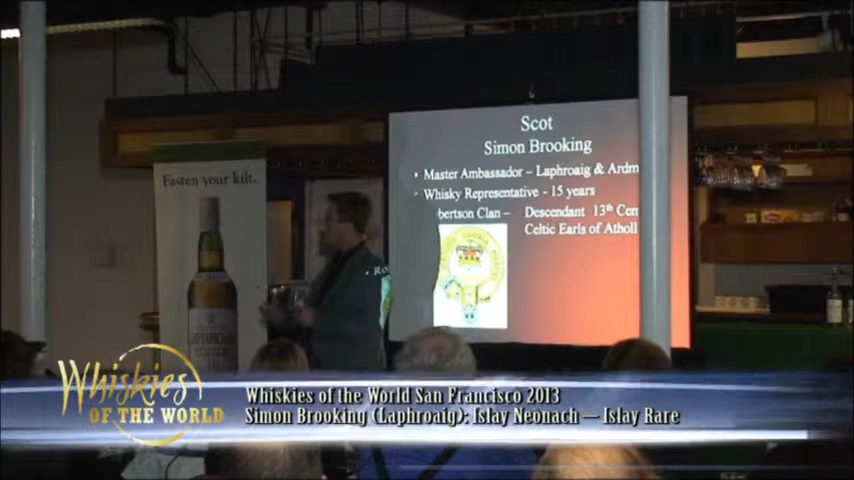 Scot
Simon Brooking
• Master Ambassador – Laphroaig & Ardm
Whisky Representative - 15 years
bertson Clan – Descendant 13th Cen
Celtic Earls of Atholl
• Ro
Fasten your kilt.
Whiskies
OF THE WORLD
Whiskies of the World San Francisco 2013
Simon Brooking (Laphroaig): Islay Neonach — Islay Rare